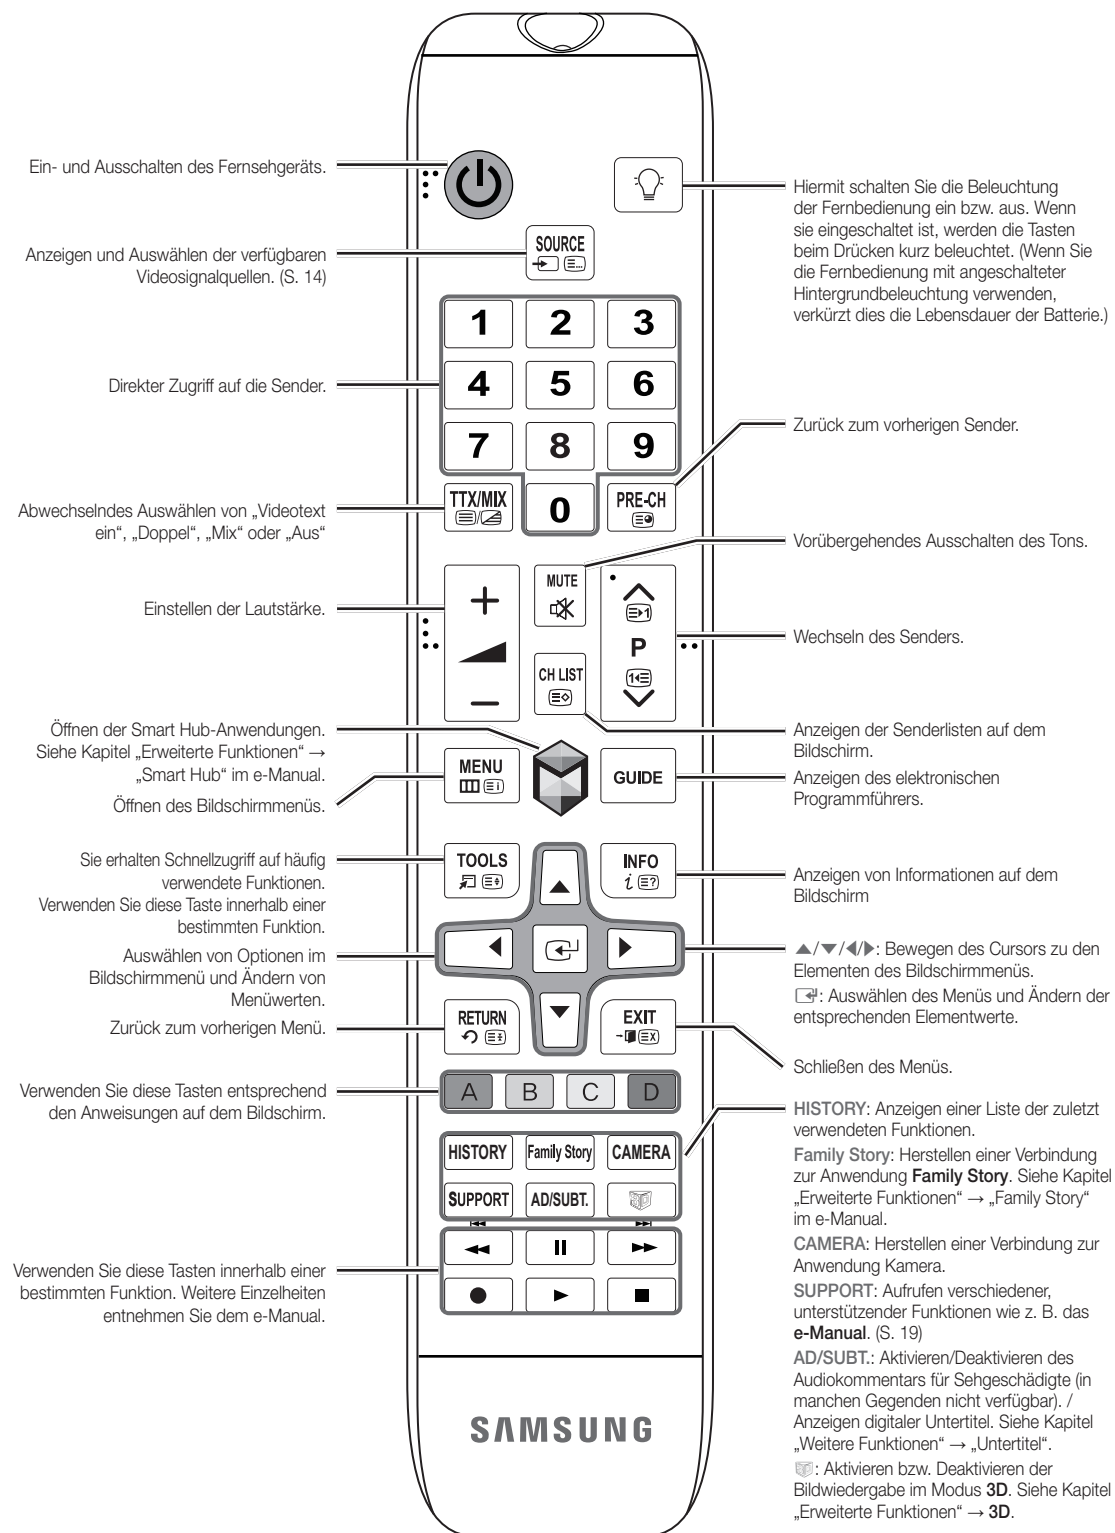 Ein- und Ausschalten des Fernsehgeräts.
Hiermit schalten Sie die Beleuchtung
der Fernbedienung ein bzw. aus. Wenn
sie eingeschaltet ist, werden die Tasten
beim Drücken kurz beleuchtet. (Wenn Sie
die Fernbedienung mit angeschalteter
Hintergrundbeleuchtung verwenden,
verkürzt dies die Lebensdauer der Batterie.)
SOURCE
Anzeigen und Auswählen der verfügbaren
Videosignalquellen. (S. 14)
1 2 3
4 5 6
7 8 9
0
Direkter Zugriff auf die Sender.
Zurück zum vorherigen Sender.
TTX/MIX
PRE-CH
Abwechselndes Auswählen von „Videotext
ein“, „Doppel“, „Mix“ oder „Aus“
Vorübergehendes Ausschalten des Tons.
MUTE
Einstellen der Lautstärke.
+
−
P
Wechseln des Senders.
CH LIST
Öffnen der Smart Hub-Anwendungen.
Siehe Kapitel „Erweiterte Funktionen“ →
„Smart Hub“ im e-Manual.
Anzeigen der Senderlisten auf dem
Bildschirm.
MENU
GUIDE
Öffnen des Bildschirmmenüs.
Anzeigen des elektronischen
Programmführers.
TOOLS
INFO
Sie erhalten Schnellzugriff auf häufig
verwendete Funktionen.
Verwenden Sie diese Taste innerhalb einer
bestimmten Funktion.
Anzeigen von Informationen auf dem
Bildschirm
Auswählen von Optionen im
Bildschirmmenü und Ändern von
Menüwerten.
▲/▼/◀/▶: Bewegen des Cursors zu den
Elementen des Bildschirmmenüs.
: Auswählen des Menüs und Ändern der
entsprechenden Elementwerte.
RETURN
EXIT
Zurück zum vorherigen Menü.
Schließen des Menüs.
A B C D
Verwenden Sie diese Tasten entsprechend
den Anweisungen auf dem Bildschirm.
HISTORY Family Story CAMERA
SUPPORT AD/SUBT.
Verwenden Sie diese Tasten innerhalb einer
bestimmten Funktion. Weitere Einzelheiten
entnehmen Sie dem e-Manual.
HISTORY: Anzeigen einer Liste der zuletzt
verwendeten Funktionen.
Family Story: Herstellen einer Verbindung
zur Anwendung Family Story. Siehe Kapitel
„Erweiterte Funktionen“ → „Family Story“
im e-Manual.
CAMERA: Herstellen einer Verbindung zur
Anwendung Kamera.
SUPPORT: Aufrufen verschiedener,
unterstützender Funktionen wie z. B. das
e-Manual. (S. 19)
AD/SUBT.: Aktivieren/Deaktivieren des
Audiokommentars für Sehgeschädigte (in
manchen Gegenden nicht verfügbar). /
Anzeigen digitaler Untertitel. Siehe Kapitel
„Weitere Funktionen“ → „Untertitel“.
: Aktivieren bzw. Deaktivieren der
Bildwiedergabe im Modus 3D. Siehe Kapitel
„Erweiterte Funktionen“ → 3D.
SAMSUNG